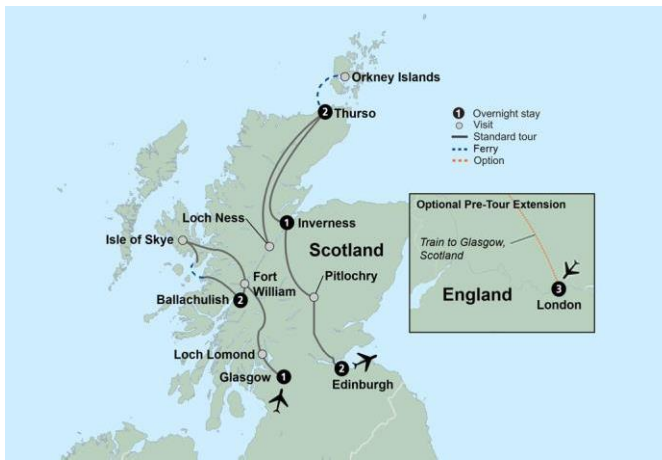 Orkney Islands
2 Thurso
1 Overnight stay
Visit
Standard tour
Ferry
Option
Optional Pre-Tour Extension
Train to Glasgow,
Scotland
England
3
London
Loch Ness
1 Inverness
Isle of Skye
Scotland
Fort
William
Pitlochry
Ballachulish 2
Loch Lomond
Glasgow 1
2
Edinburgh